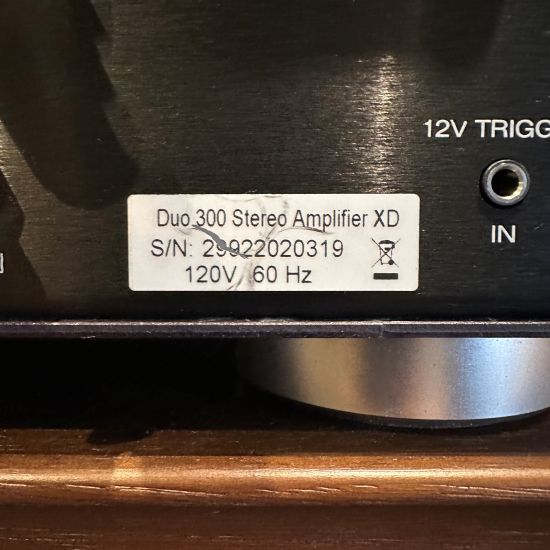 12V TRIGG
IN
Duo 300 Stereo Amplifier XD
S/N: 29922020319
120V 60 Hz